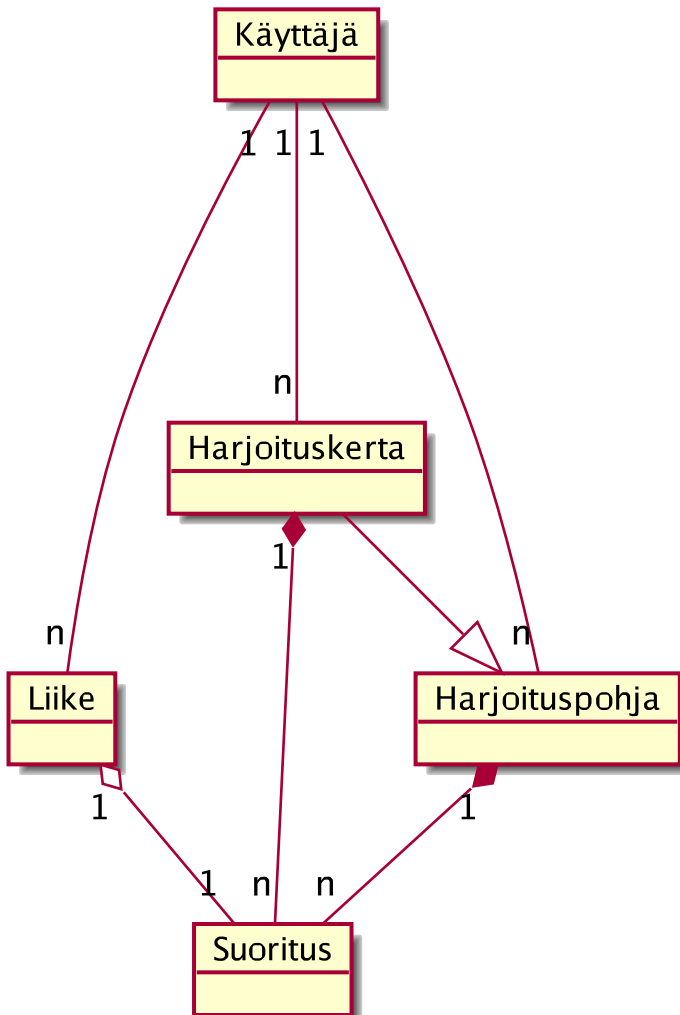 Käyttäjä
1 1 1
n
Harjoituskerta
1
n n
Liike Harjoituspohja
1 1
1 n n
Suoritus